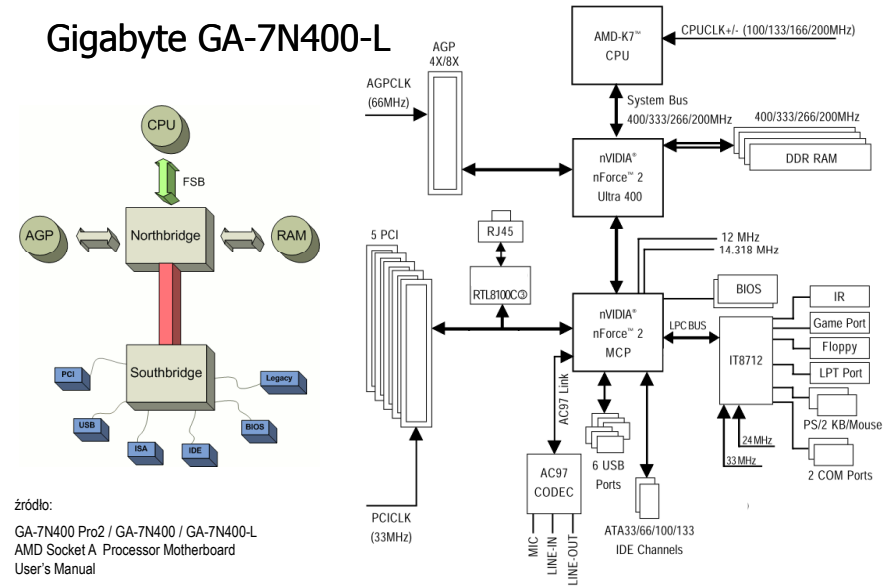 Gigabyte GA-7N400-L
CPU
FSB
AGP
Northbridge
RAM
Southbridge
PCI
USB
ISA
IDE
BIOS
Legacy
źródło:
GA-7N400 Pro2 / GA-7N400 / GA-7N400-L
AMD Socket A Processor Motherboard
User's Manual
AGP
4X/8X
AGPCLK
(66MHz)
AMD-K7™
CPU
CPUCLK+/- (100/133/166/200MHz)
System Bus
400/333/266/200MHz
400/333/266/200MHz
DDR RAM
nVIDIA®
nForce™ 2
Ultra 400
5 PCI
RJ45
RTL8100C③
12 MHz
14.318 MHz
BIOS
nVIDIA®
nForce™ 2
MCP
LPC BUS
IT8712
IR
Game Port
Floppy
LPT Port
PS/2 KB/Mouse
2 COM Ports
24 MHz
33 MHz
AC97 Link
AC97
CODEC
MIC
LINE-IN
LINE-OUT
6 USB
Ports
ATA33/66/100/133
IDE Channels
PCICLK
(33MHz)
)